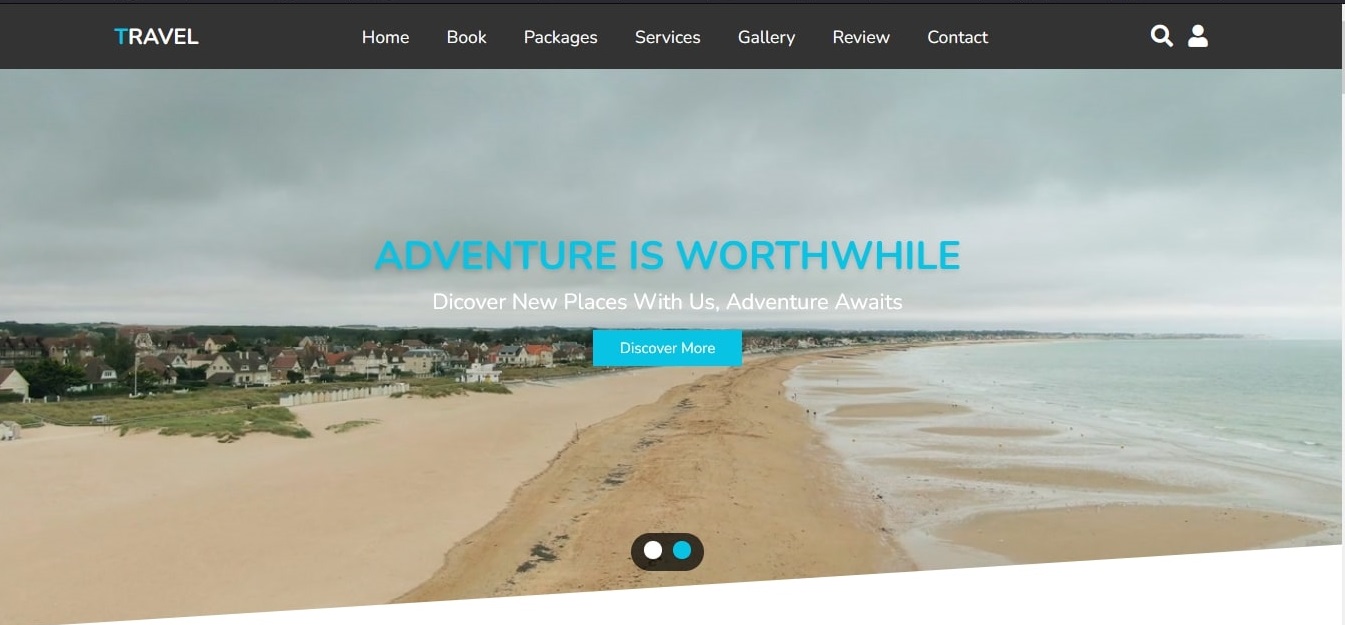 TRAVEL
Home Book Packages Services Gallery Review Contact
ADVENTURE IS WORTHWHILE
Dicover New Places With Us, Adventure Awaits
Discover More